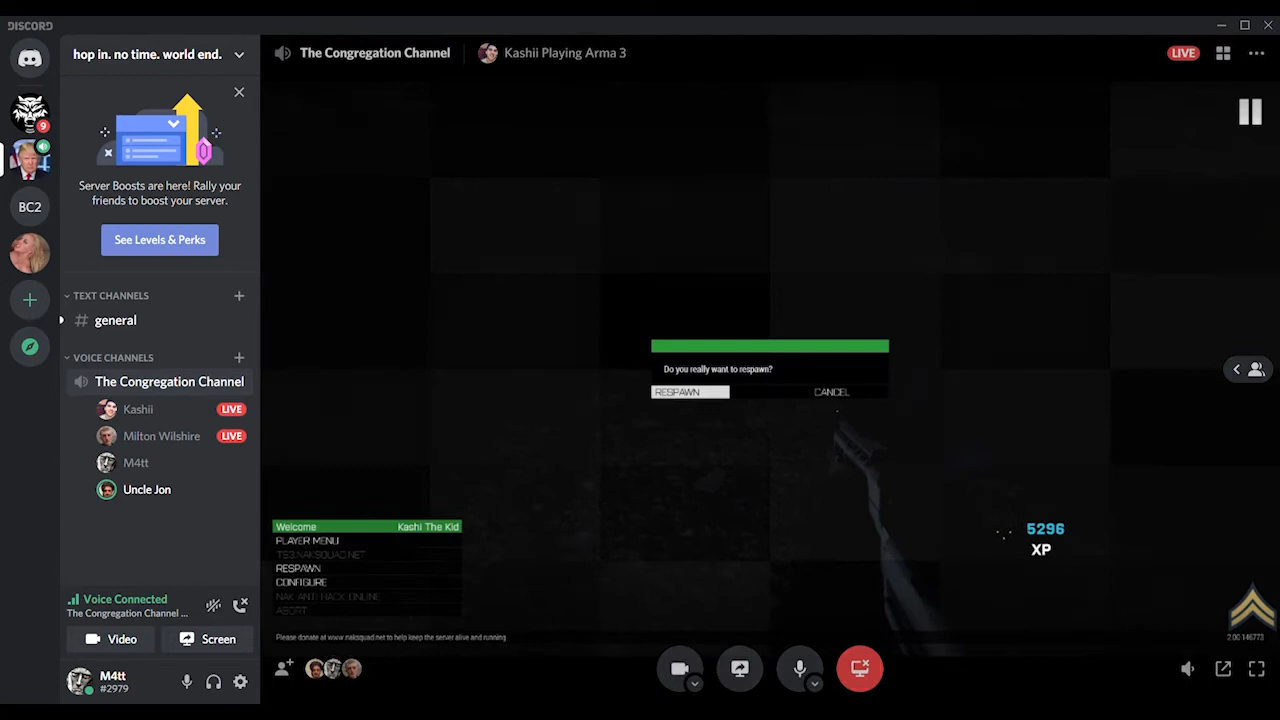 DISCORD
hop in. no time. world end.
The Congregation Channel
Kashii Playing Arma 3
LIVE
9
BC2
Server Boosts are here! Rally your
friends to boost your server.
See Levels & Perks
TEXT CHANNELS
# general
VOICE CHANNELS
The Congregation Channel
Kashii LIVE
Milton Wilshire LIVE
M4tt
Uncle Jon
Voice Connected
The Congregation Channel ...
Video
Screen
M4tt
#2979
Do you really want to respawn?
RESPAWN CANCEL
Welcome Kashi The Kid
PLAYER MENU
TS3.NAKSQUAD.NET
RESPAWN
CONFIGURE
NAK ANTI HACK ONLINE
ABORT
Please donate at www.naksquad.net to help keep the server alive and running
5296
XP
2.00.146773